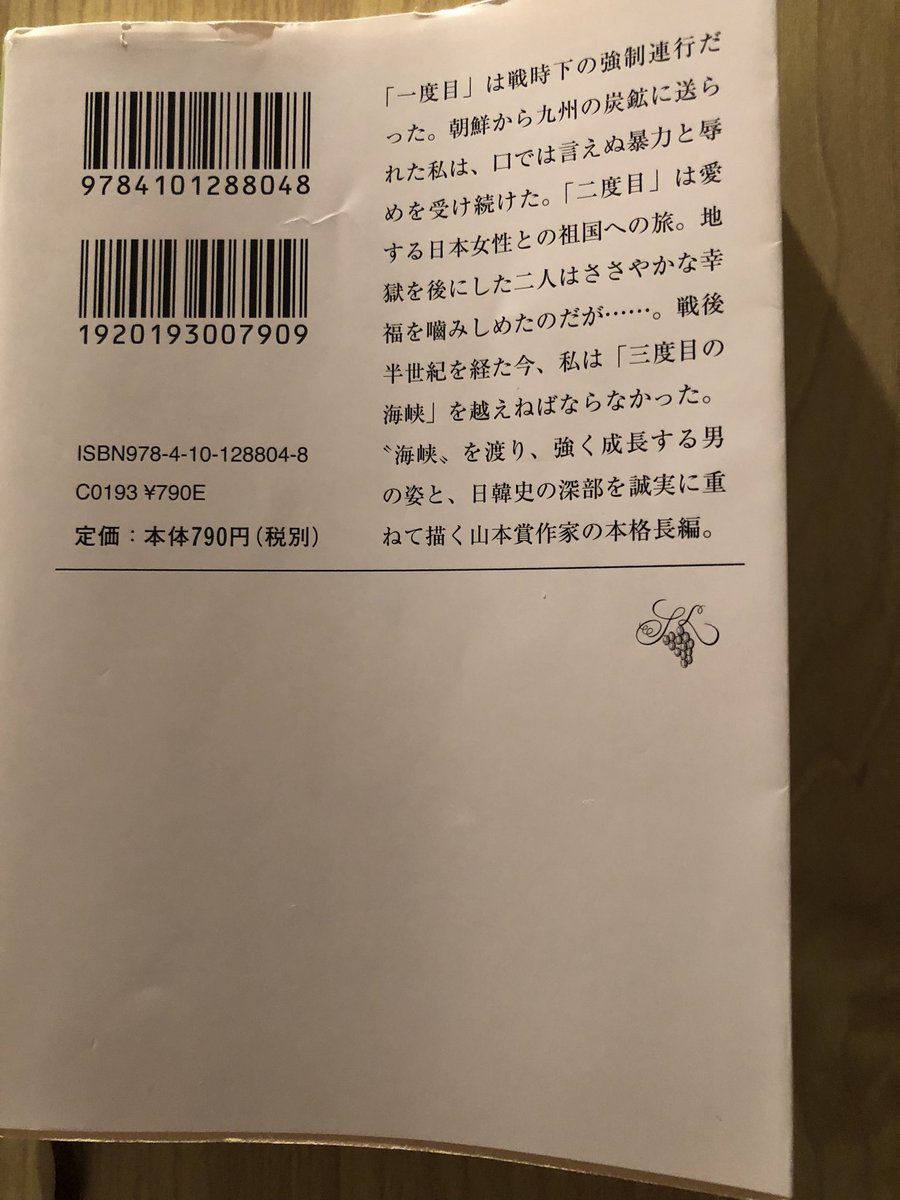 9784101288048
1920193007909
ISBN978-4-10-128804-8
C0193 ¥790E
定価：本体790円（税別）
「一度目」は戦時下の強制連行だ
った。朝鮮から九州の炭鉱に送ら
れた私は、口では言えぬ暴力と辱
めを受け続けた。「二度目」は愛
する日本女性との祖国への旅。地
獄を後にした二人はささやかな幸
福を嚙みしめたのだが……。戦後
半世紀を経た今、私は「三度目の
海峡」を越えねばならなかった。
〝海峡〟を渡り、強く成長する男
の姿と、日韓史の深部を誠実に重
ねて描く山本賞作家の本格長編。